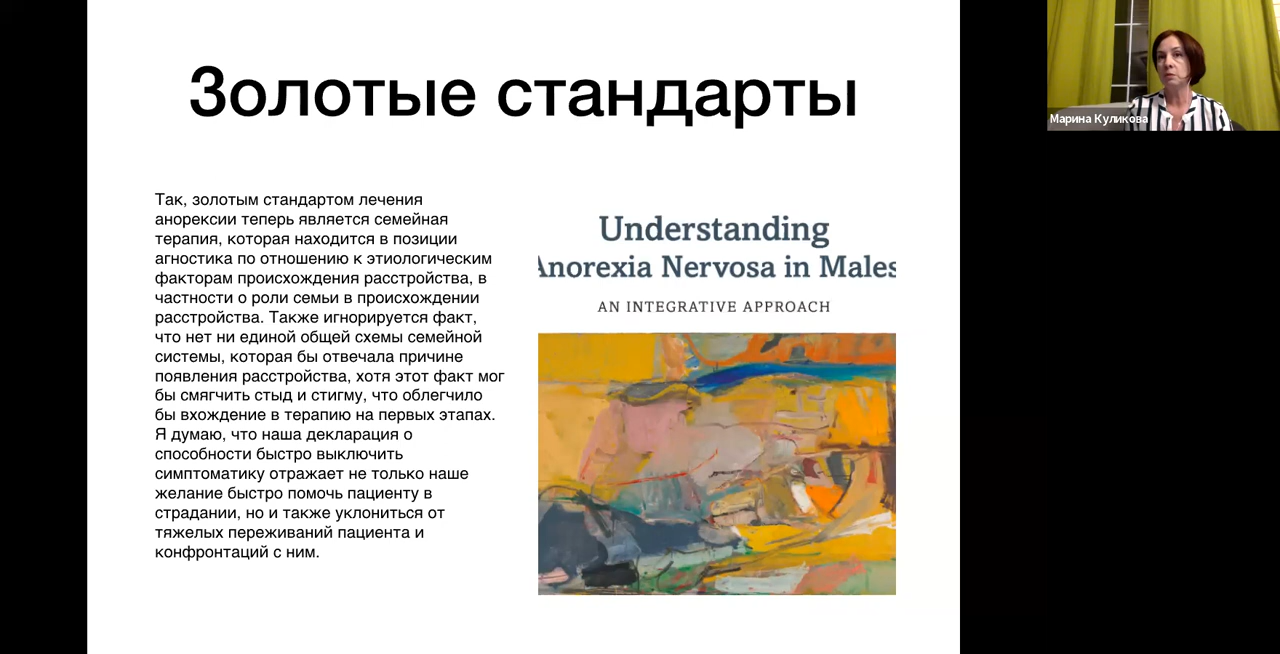 Золотые стандарты
Так, золотым стандартом лечения
анорексии теперь является семейная
терапия, которая находится в позиции
агностика по отношению к этиологическим
факторам происхождения расстройства, в
частности о роли семьи в происхождении
расстройства. Также игнорируется факт,
что нет ни единой общей схемы семейной
системы, которая бы отвечала причине
появления расстройства, хотя этот факт мог
бы смягчить стыд и стигму, что облегчило
бы вхождение в терапию на первых этапах.
Я думаю, что наша декларация о
способности быстро выключить
симптоматику отражает не только наше
желание быстро помочь пациенту в
страдании, но и также уклониться от
тяжелых переживаний пациента и
конфронтаций с ним.
Understanding
Anorexia Nervosa in Males
AN INTEGRATIVE APPROACH
Марина Куликова